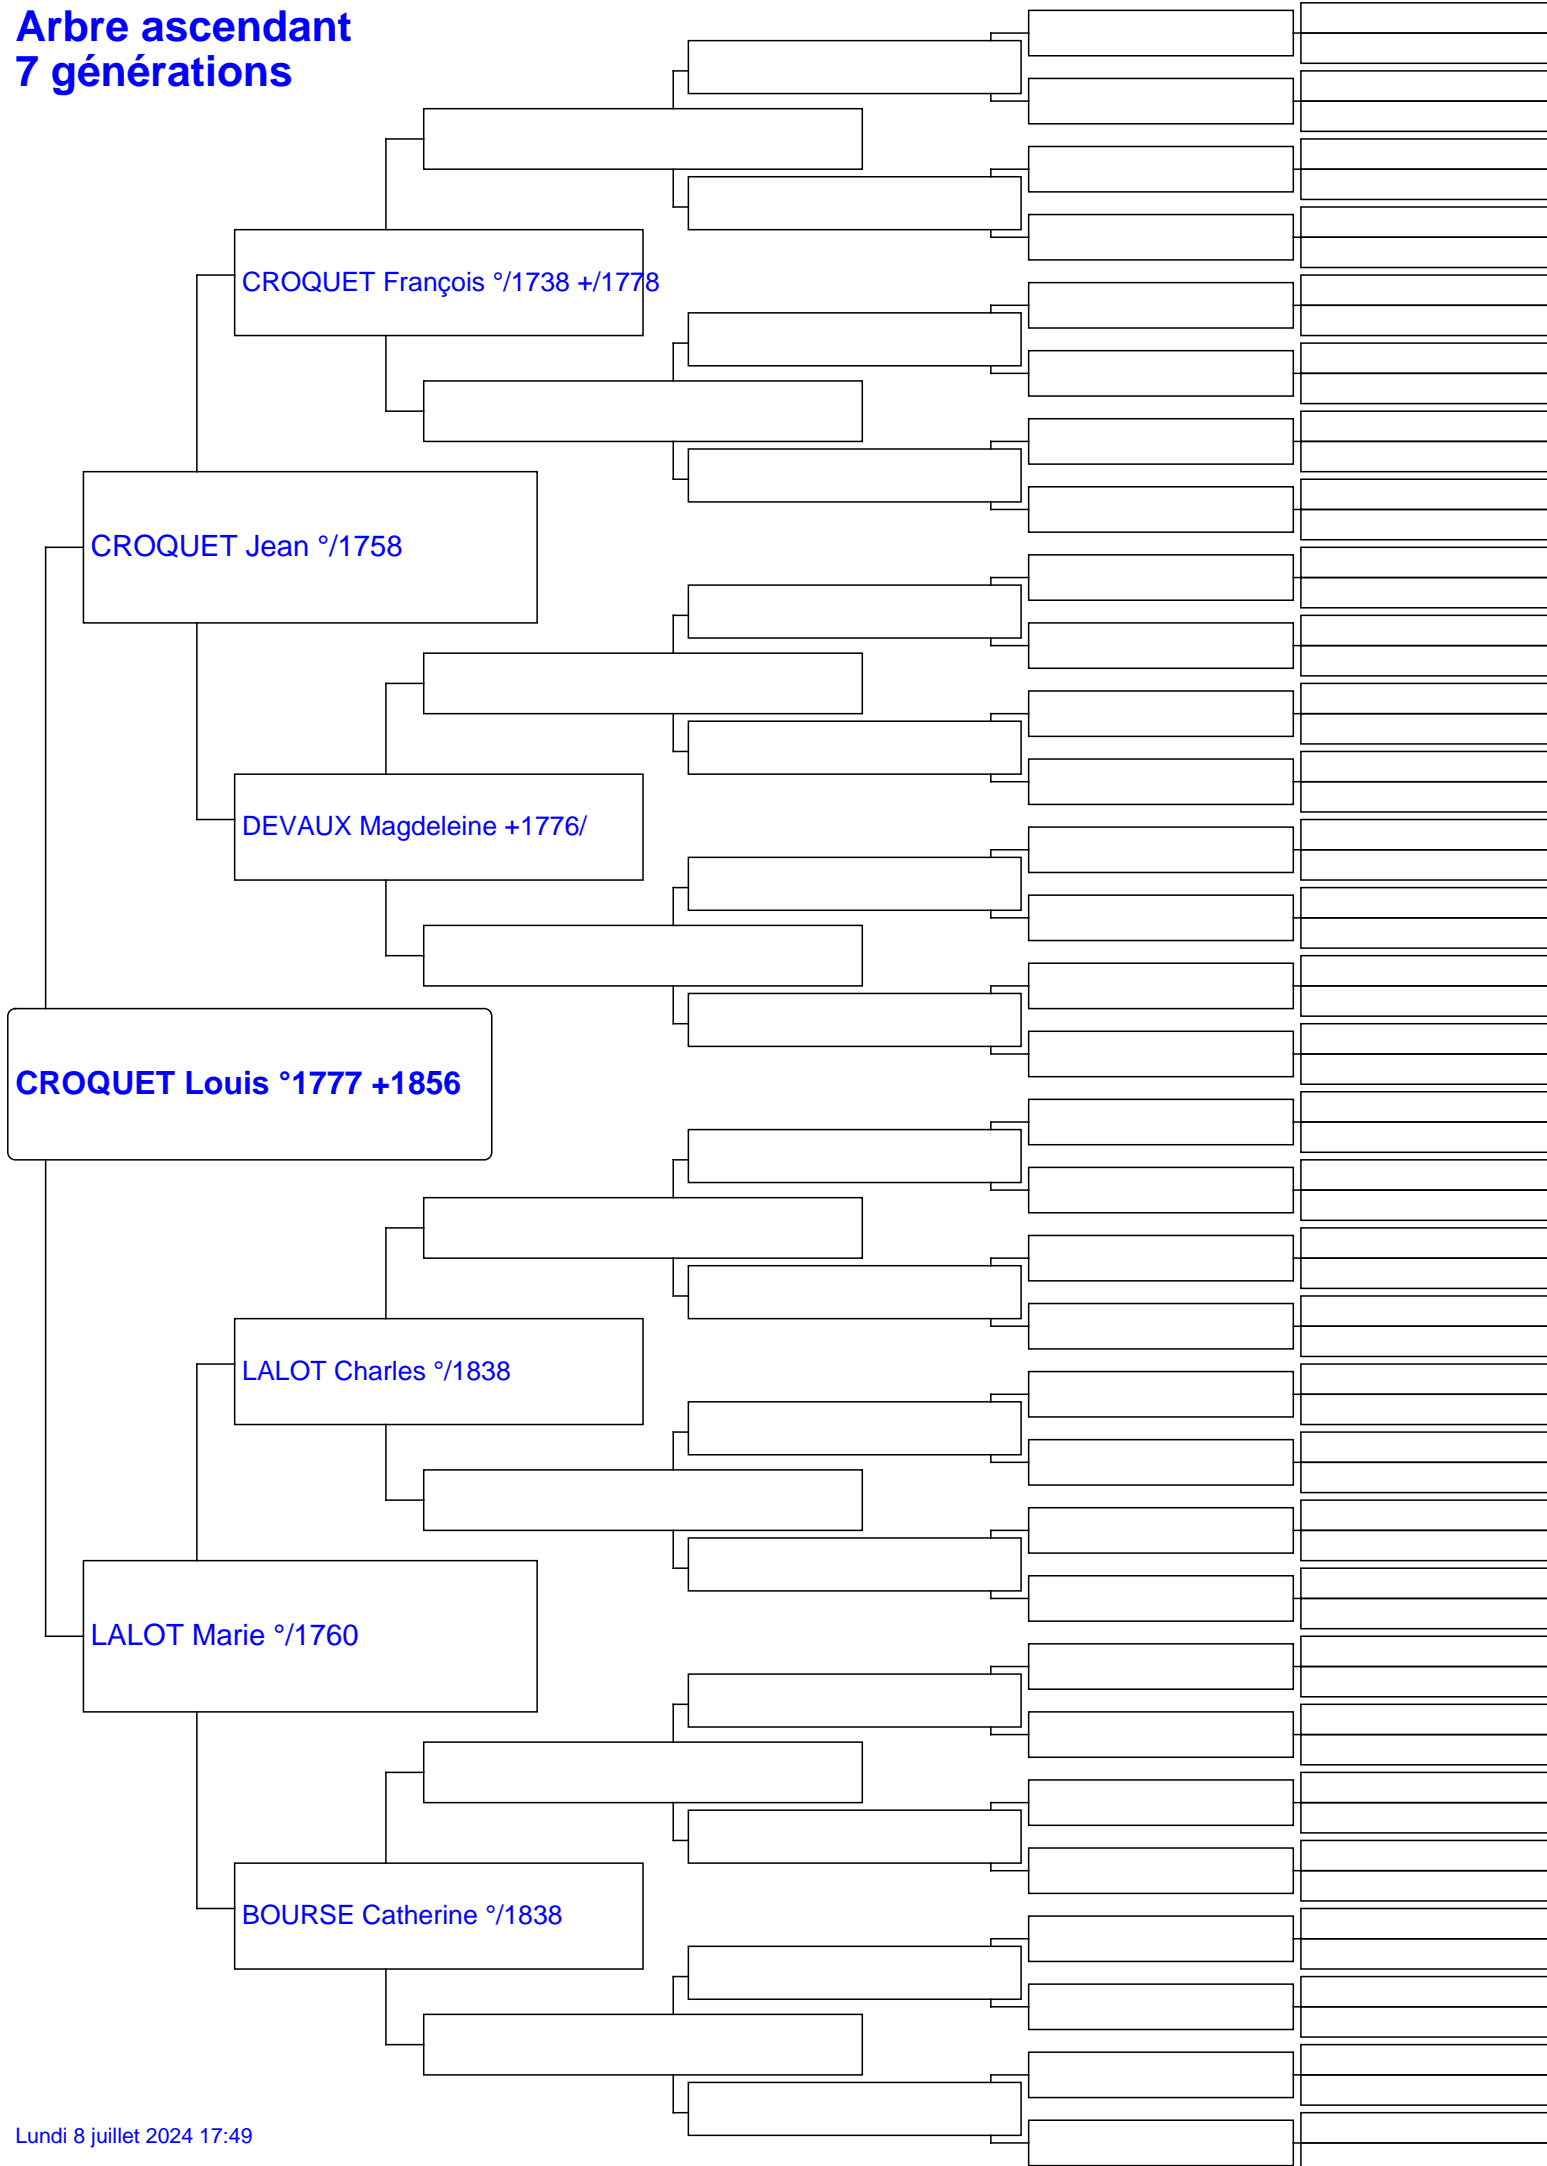 Arbre ascendant
7 générations
CROQUET François °/1738 +/1778
CROQUET Jean °/1758
DEVAUX Magdeleine +1776/
CROQUET Louis °1777 +1856
LALOT Charles °/1838
LALOT Marie °/1760
BOURSE Catherine °/1838
Lundi 8 juillet 2024 17:49